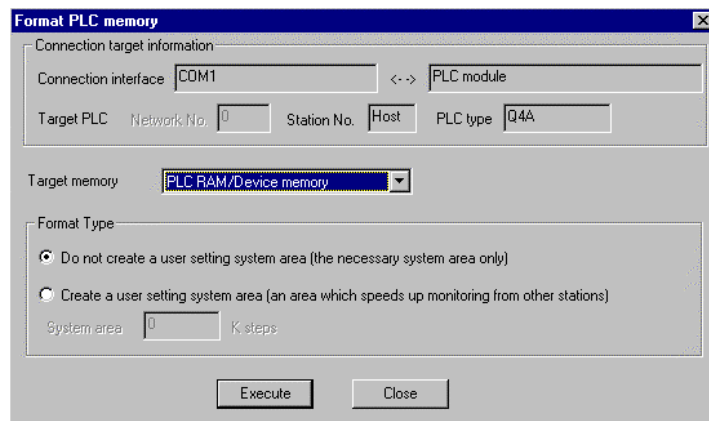 Format PLC memory
Connection target information
Connection interface COM1 <--> PLC module
Target PLC Network No. 0 Station No. Host PLC type Q4A
Target memory PLC RAM/Device memory
Format Type
Do not create a user setting system area (the necessary system area only)
Create a user setting system area (an area which speeds up monitoring from other stations)
System area 0 K steps
Execute Close